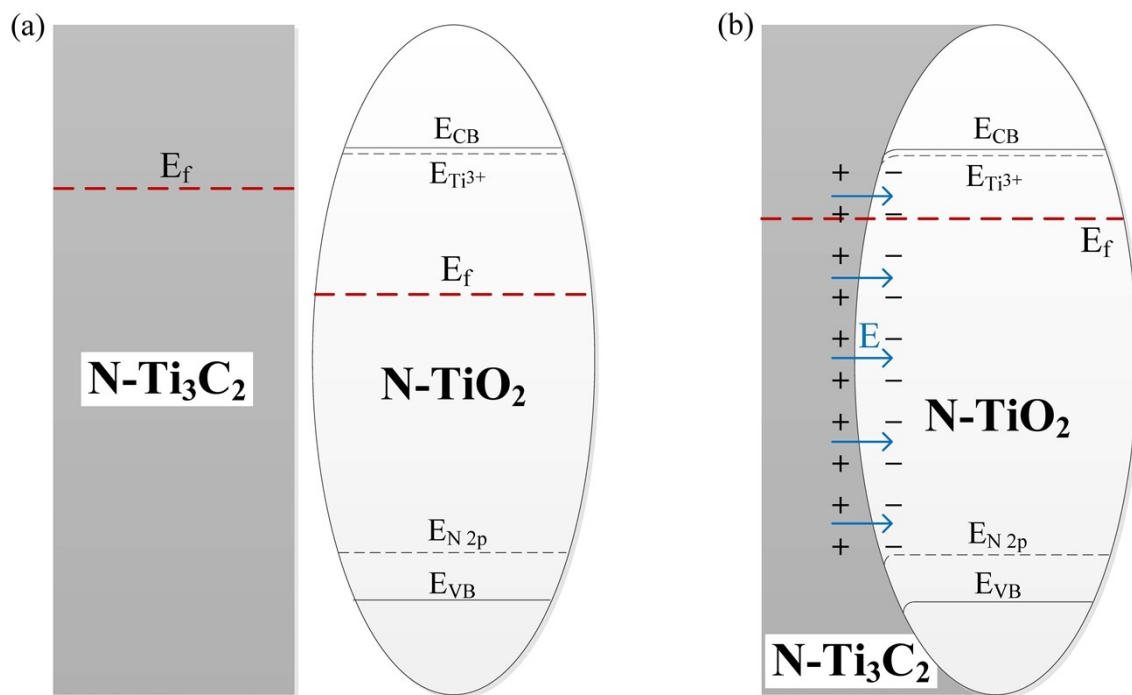 (a)
E_f
N-Ti₃C₂
E_CB
E_Ti³⁺
E_f
N-TiO₂
E_N 2p
E_VB
(b)
E_CB
E_Ti³⁺
+ −
+ −
E_f
+ −
+ −
+ −
E
+ −
+ −
N-TiO₂
+ −
+ −
+ −
E_N 2p
E_VB
N-Ti₃C₂